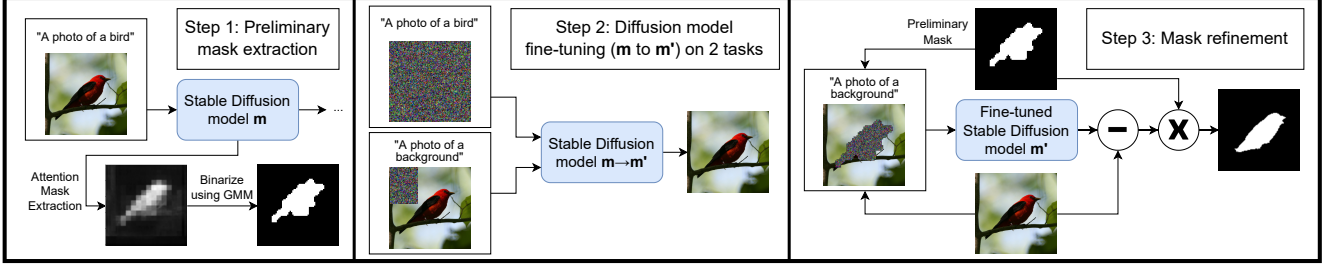 Step 1: Preliminary
mask extraction
"A photo of a bird"
Stable Diffusion
model m
...
Attention
Mask
Extraction
Binarize
using GMM
Step 2: Diffusion model
fine-tuning (m to m') on 2 tasks
"A photo of a bird"
"A photo of a
background"
Stable Diffusion
model m→m'
Step 3: Mask refinement
Preliminary
Mask
"A photo of a
background"
Fine-tuned
Stable Diffusion
model m'
−
X